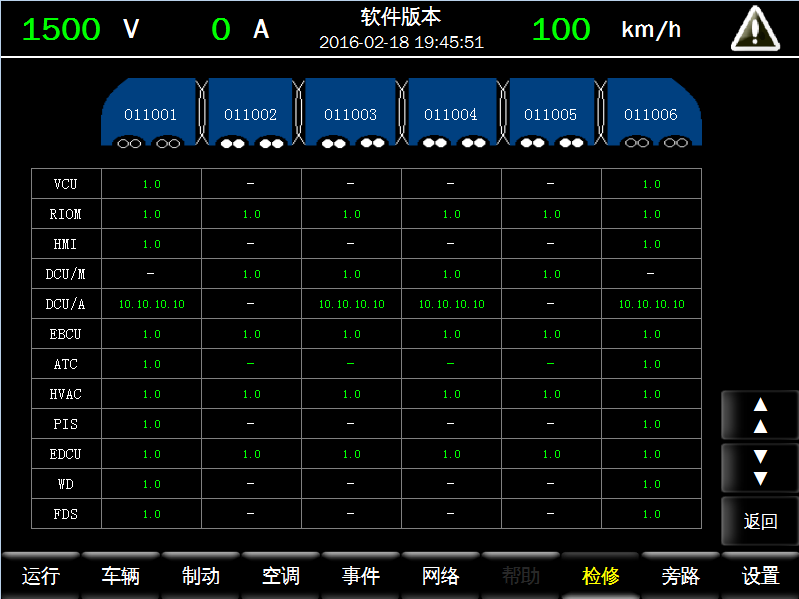 1500 V 0 A 软件版本 100 km/h
2016-02-18 19:45:51
011001 011002 011003 011004 011005 011006
VCU 1.0 — — — — 1.0
RIOM 1.0 1.0 1.0 1.0 1.0 1.0
HMI 1.0 — — — — 1.0
DCU/M — 1.0 1.0 1.0 1.0 —
DCU/A 10.10.10.10 — 10.10.10.10 10.10.10.10 — 10.10.10.10
EBCU 1.0 1.0 1.0 1.0 1.0 1.0
ATC 1.0 — — — — 1.0
HVAC 1.0 1.0 1.0 1.0 1.0 1.0
PIS 1.0 — — — — 1.0
EDCU 1.0 1.0 1.0 1.0 1.0 1.0
WD 1.0 — — — — 1.0
FDS 1.0 — — — — 1.0
返回
运行 车辆 制动 空调 事件 网络 帮助 检修 旁路 设置